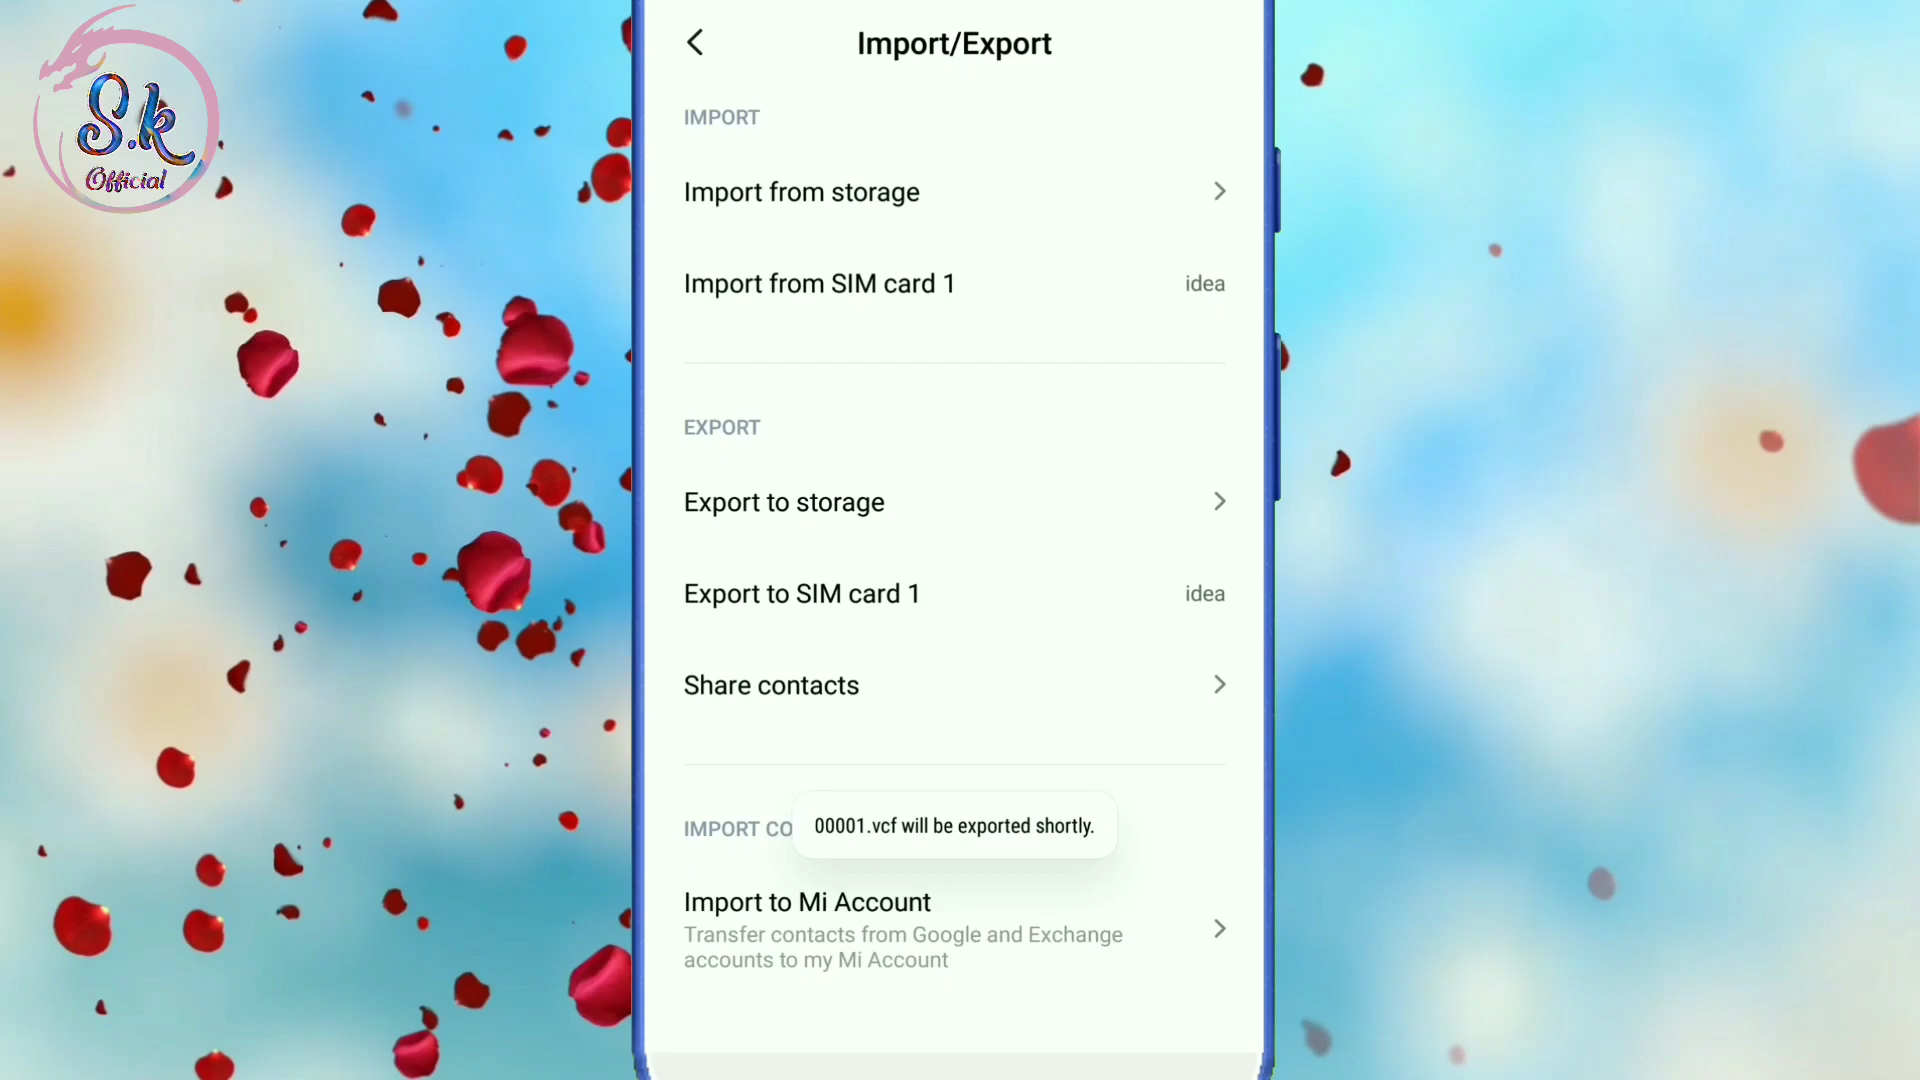 S.k
Official
Import/Export
IMPORT
Import from storage
Import from SIM card 1 idea
EXPORT
Export to storage
Export to SIM card 1 idea
Share contacts
IMPORT CO
00001.vcf will be exported shortly.
Import to Mi Account
Transfer contacts from Google and Exchange
accounts to my Mi Account